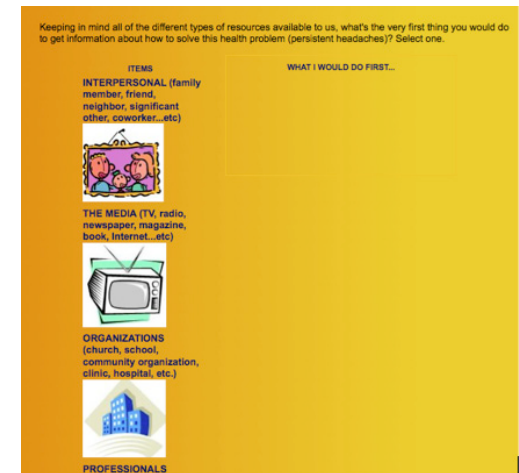 Keeping in mind all of the different types of resources available to us, what's the very first thing you would do
to get information about how to solve this health problem (persistent headaches)? Select one.
ITEMS
WHAT I WOULD DO FIRST...
INTERPERSONAL (family
member, friend,
neighbor, significant
other, coworker...etc)
THE MEDIA (TV, radio,
newspaper, magazine,
book, Internet...etc)
ORGANIZATIONS
(church, school,
community organization,
clinic, hospital, etc.)
PROFESSIONALS